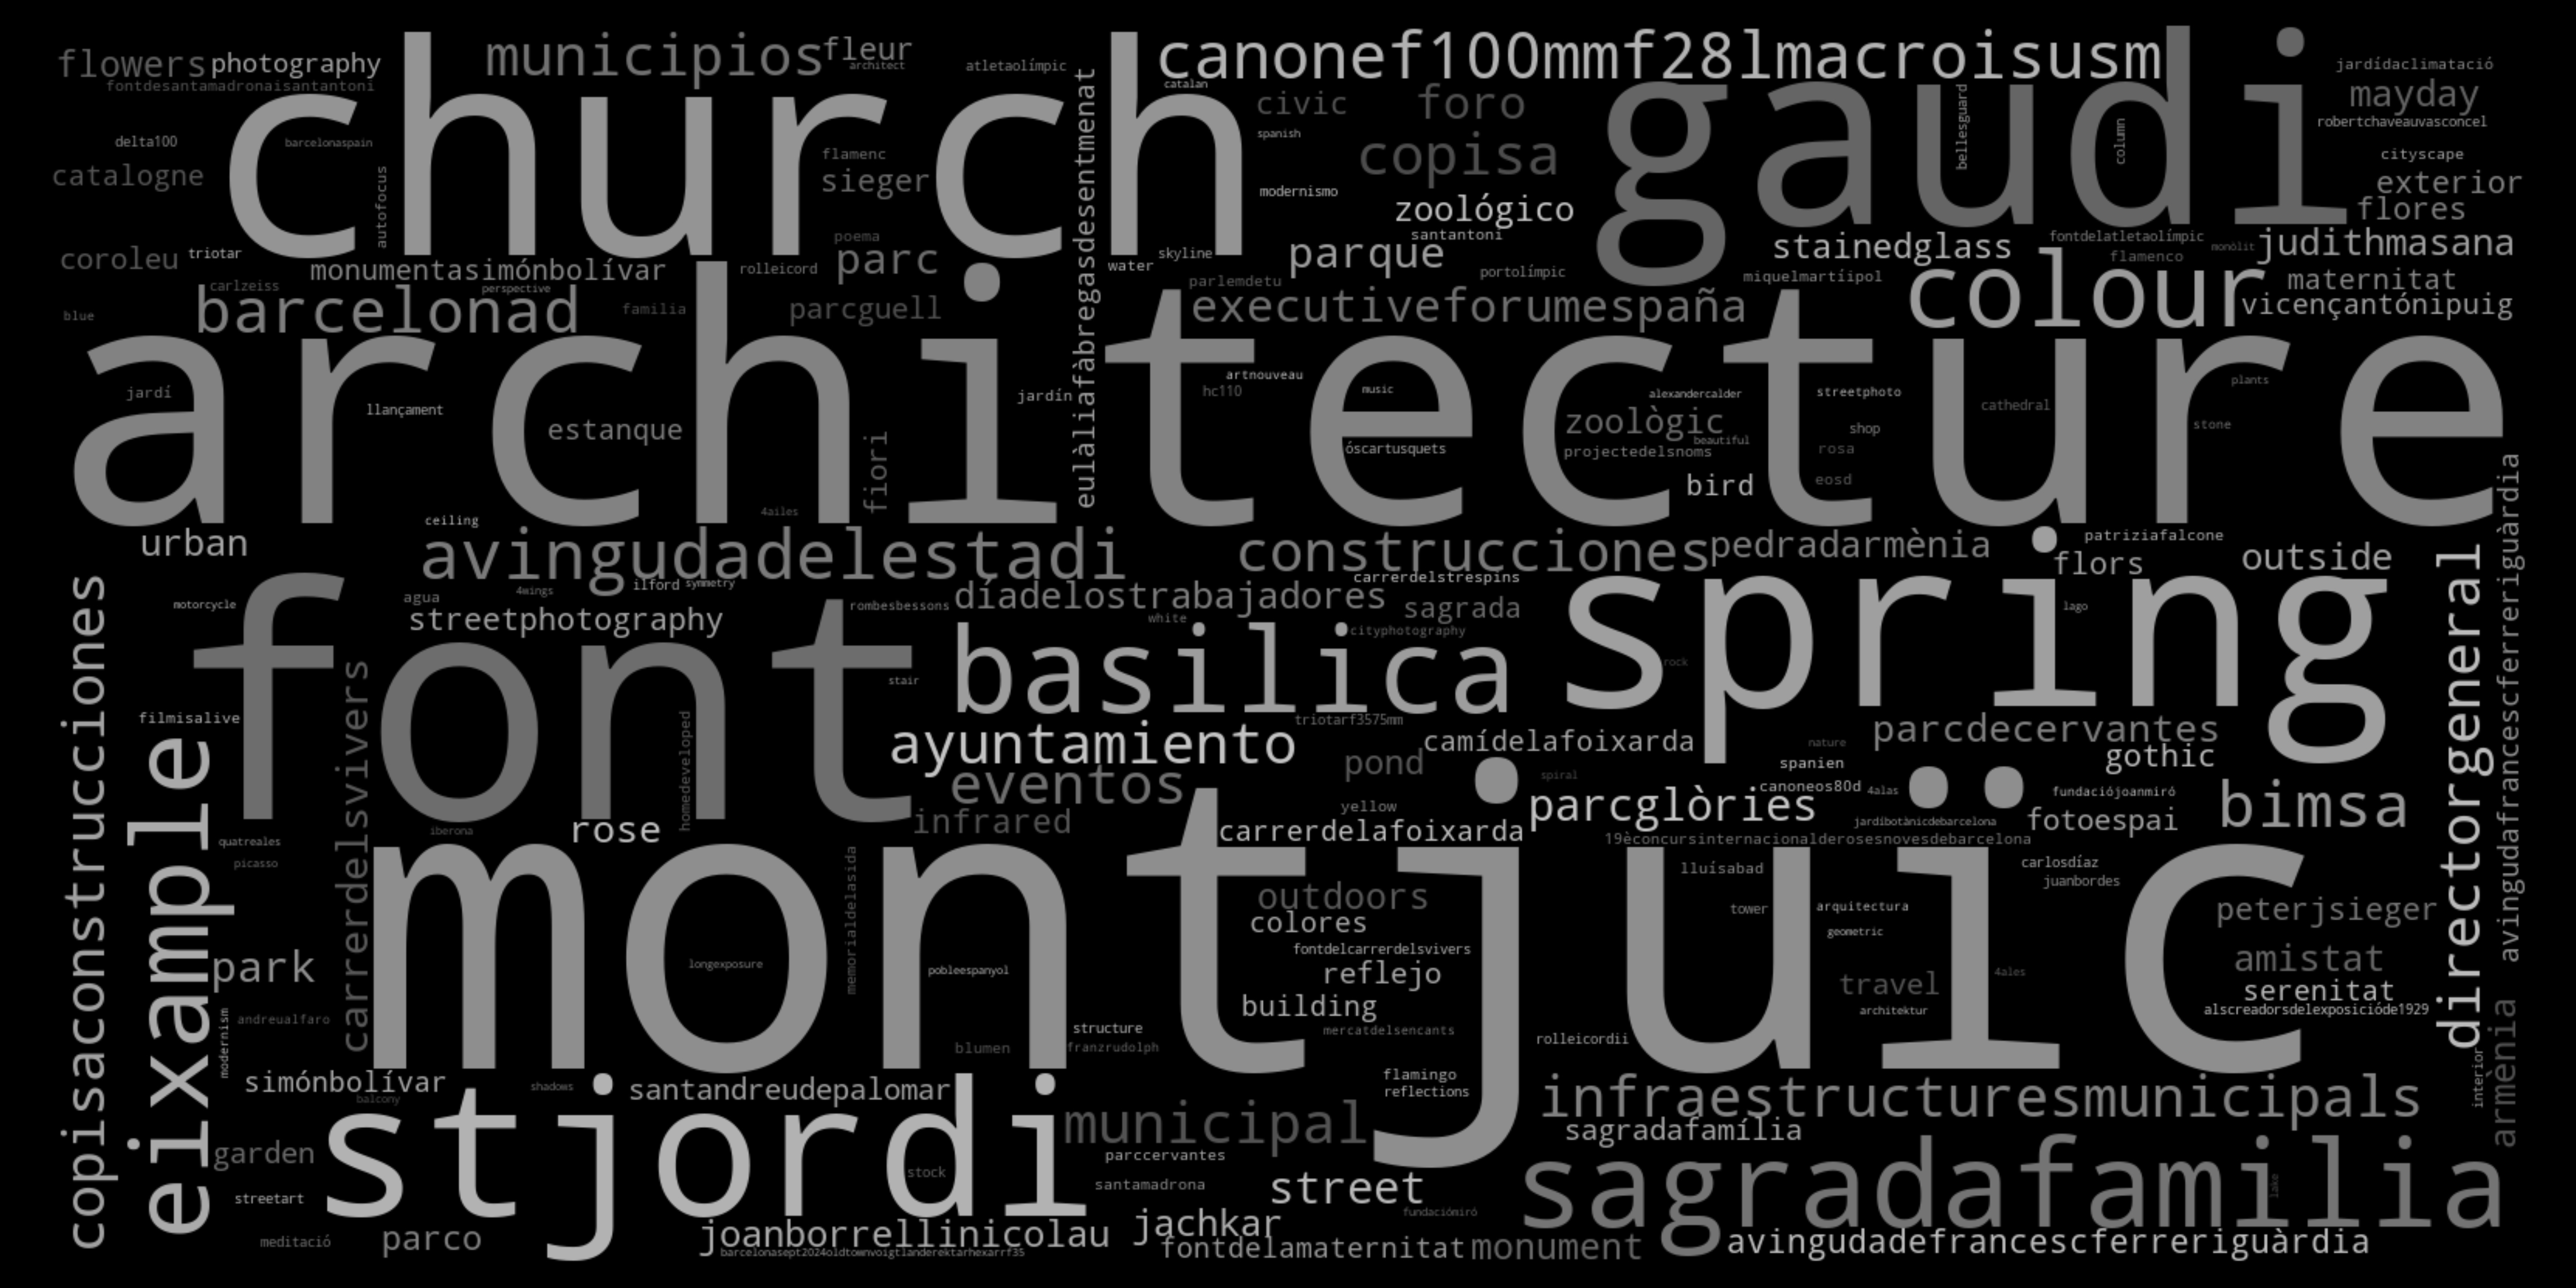 flowers
photography
fontdesantamadronaisantantoni
municipios
fleur
architect
atletaolímpic
canonef100mmf28lmacroisusm
jardídaclimatació
mayday
robertchaveauvasconcel
church
catalan
civic
spanish
foro
copisa
gaudi
bellesguard
column
cityscape
exterior
flores
delta100
barcelonaspain
catalogne
autofocus
flamenc
sieger
modernismo
zoológico
santantoni
coroleu
triotar
monumentasimónbolívar
perspective
poema
parc
rolleicord
water
skyline
parque
stainedglass
fontdelatletaolímpic
flamenco
monòlit
judithmasana
maternitat
vicençantónipuig
carlzeiss
blue
barcelonad
familia
parcguell
eulàliafàbregasdesentmenat
parlemdetu
portolímpic
miquelmartíipol
executiveforumespaña
colour
architecture
jardí
llançament
estanque
fiori
jardín
artnouveau
hc110
music
óscartusquets
alexandercalder
streetphoto
zoològic
beautiful
projectedelsnoms
shop
rosa
bird
eosd
cathedral
plants
stone
4ailes
ceiling
urban
avingudadelestadi
4wings
ilford
symmetry
construcciones
pedradarmènia
patriziafalcone
flors
outside
avingudafrancescferreriguàrdia
copisaconstrucciones
motorcycle
agua
streetphotography
rombesbessons
díadelostrabajadores
carrerdelstrespins
sagrada
white
cityphotography
font
spring
lago
rock
directorgeneral
filmisalive
carrerdelsvivers
homedeveloped
stair
basilica
triotarf3575mm
ayuntamiento
eventos
infrared
pond
camídelafoixarda
parcdecervantes
nature
spanien
gothic
spiral
canoneos80d
4alas
fundaciójoanmiró
bimsa
eixample
quatreales
picasso
iberona
rose
yellow
carrerdelafoixarda
parcglòries
jardíbotànicdebarcelona
fotoespai
19èconcursinternacionalderosesnovesdebarcelona
montjuïc
memorialdelasida
lluísabad
carlosdíaz
juanbordes
outdoors
colores
fontdelcarrerdelsvivers
reflejo
building
tower
arquitectura
geometric
peterjsieger
amistat
serenitat
alscreadorsdelexposicióde1929
park
longexposure
pobleespanyol
travel
4ales
architektur
andreualfaro
modernism
structure
blumen
franzrudolph
mercatdelsencants
rolleicordii
armènia
interior
simónbolívar
balcony
shadows
santandreudepalomar
flamingo
reflections
infraestructuresmunicipals
garden
stjordi
stock
municipal
parccervantes
santamadrona
sagradafamília
streetart
street
fundaciómiró
sagradafamilia
lake
meditació
parco
joanborrellinicolau
barcelonasept2024oldtownvoigtlanderektarhexarrf35
jachkar
fontdelamaternitat
monument
avingudadefrancescferreriguàrdia